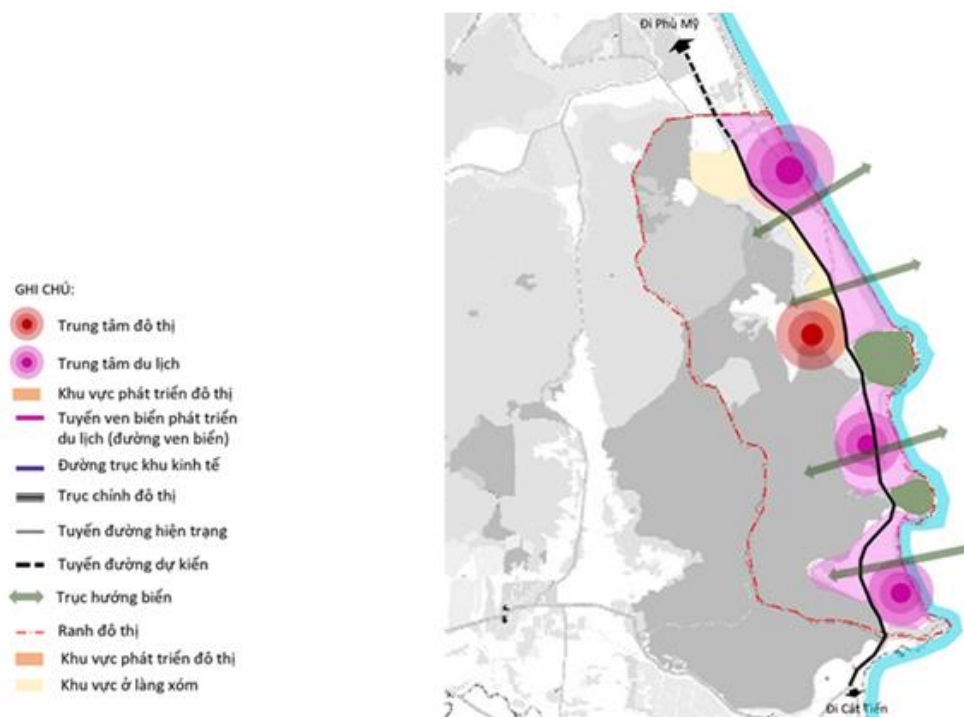 Đi Phù Mỹ
GHI CHÚ:
Trung tâm đô thị
Trung tâm du lịch
Khu vực phát triển đô thị
Tuyến ven biển phát triển
du lịch (đường ven biển)
Đường trục khu kinh tế
Trục chính đô thị
Tuyến đường hiện trạng
Tuyến đường dự kiến
Trục hướng biển
Ranh đô thị
Khu vực phát triển đô thị
Khu vực ở làng xóm
Đi Cát Tiến